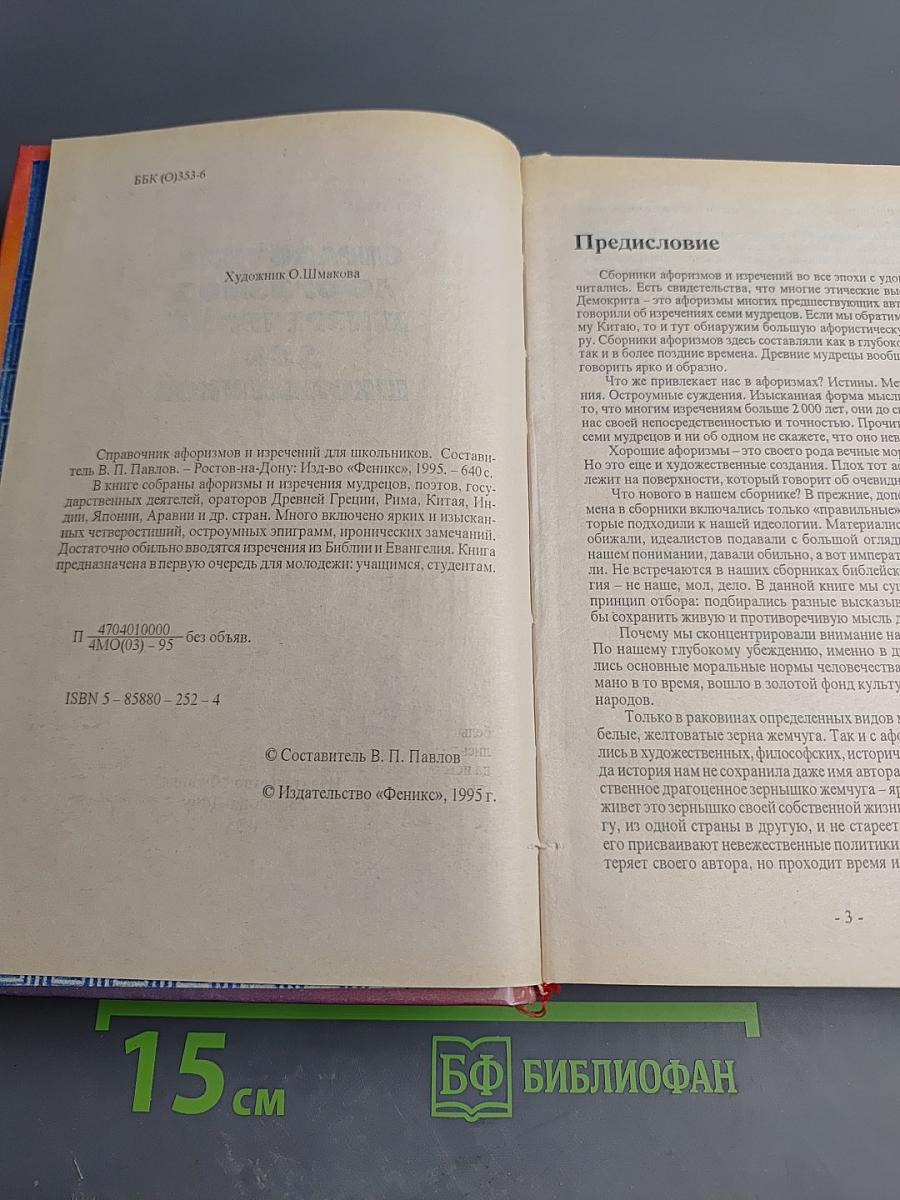 ББК (О)353-6
Художник О.Шмакова
Справочник афоризмов и изречений для школьников. Состави-
тель В. П. Павлов. – Ростов-на-Дону: Изд-во «Феникс», 1995. – 640 с.
В книге собраны афоризмы и изречения мудрецов, поэтов, госу-
дарственных деятелей, ораторов Древней Греции, Рима, Китая, Ин-
дии, Японии, Аравии и др. стран. Много включено ярких и изыскан-
ных четверостиший, остроумных эпиграмм, иронических замечаний.
Достаточно обильно вводятся изречения из Библии и Евангелия. Книга
предназначена в первую очередь для молодежи: учащимся, студентам.
П 4704010000 без объяв.
4МО(03) – 95
ISBN 5 – 85880 – 252 – 4
© Составитель В. П. Павлов
© Издательство «Феникс», 1995 г.
Предисловие
Сборники афоризмов и изречений во все эпохи с удо
читались. Есть свидетельства, что многие этические вы
Демокрита – это афоризмы многих предшествующих авт
говорили об изречениях семи мудрецов. Если мы обратим
му Китаю, то и тут обнаружим большую афористическу
ру. Сборники афоризмов здесь составляли как в глубоко
так и в более поздние времена. Древние мудрецы вообщ
говорить ярко и образно.
Что же привлекает нас в афоризмах? Истины. Ме
ния. Остроумные суждения. Изысканная форма мысл
то, что многим изречениям больше 2 000 лет, они до с
нас своей непосредственностью и точностью. Прочит
семи мудрецов и ни об одном не скажете, что оно нев
Хорошие афоризмы – это своего рода вечные мор
Но это еще и художественные создания. Плох тот а
лежит на поверхности, который говорит об очевидн
Что нового в нашем сборнике? В прежние, допе
мена в сборники включались только «правильные»
торые подходили к нашей идеологии. Материалис
обижали, идеалистов подавали с большой огляд
нашем понимании, давали обильно, а вот императ
ли. Не встречаются в наших сборниках библейск
гия – не наше, мол, дело. В данной книге мы су
принцип отбора: подбирались разные высказыв
бы сохранить живую и противоречивую мысль д
Почему мы сконцентрировали внимание на
По нашему глубокому убеждению, именно в д
лись основные моральные нормы человечества
мано в то время, вошло в золотой фонд культу
народов.
Только в раковинах определенных видов м
белые, желтоватые зерна жемчуга. Так и с афо
лись в художественных, философских, историч
да история нам не сохранила даже имя автора
ственное драгоценное зернышко жемчуга – яр
живет это зернышко своей собственной жизн
гу, из одной страны в другую, и не стареет
его присваивают невежественные политики
теряет своего автора, но проходит время и
- 3 -
15 см
БФ БИБЛИОФАН